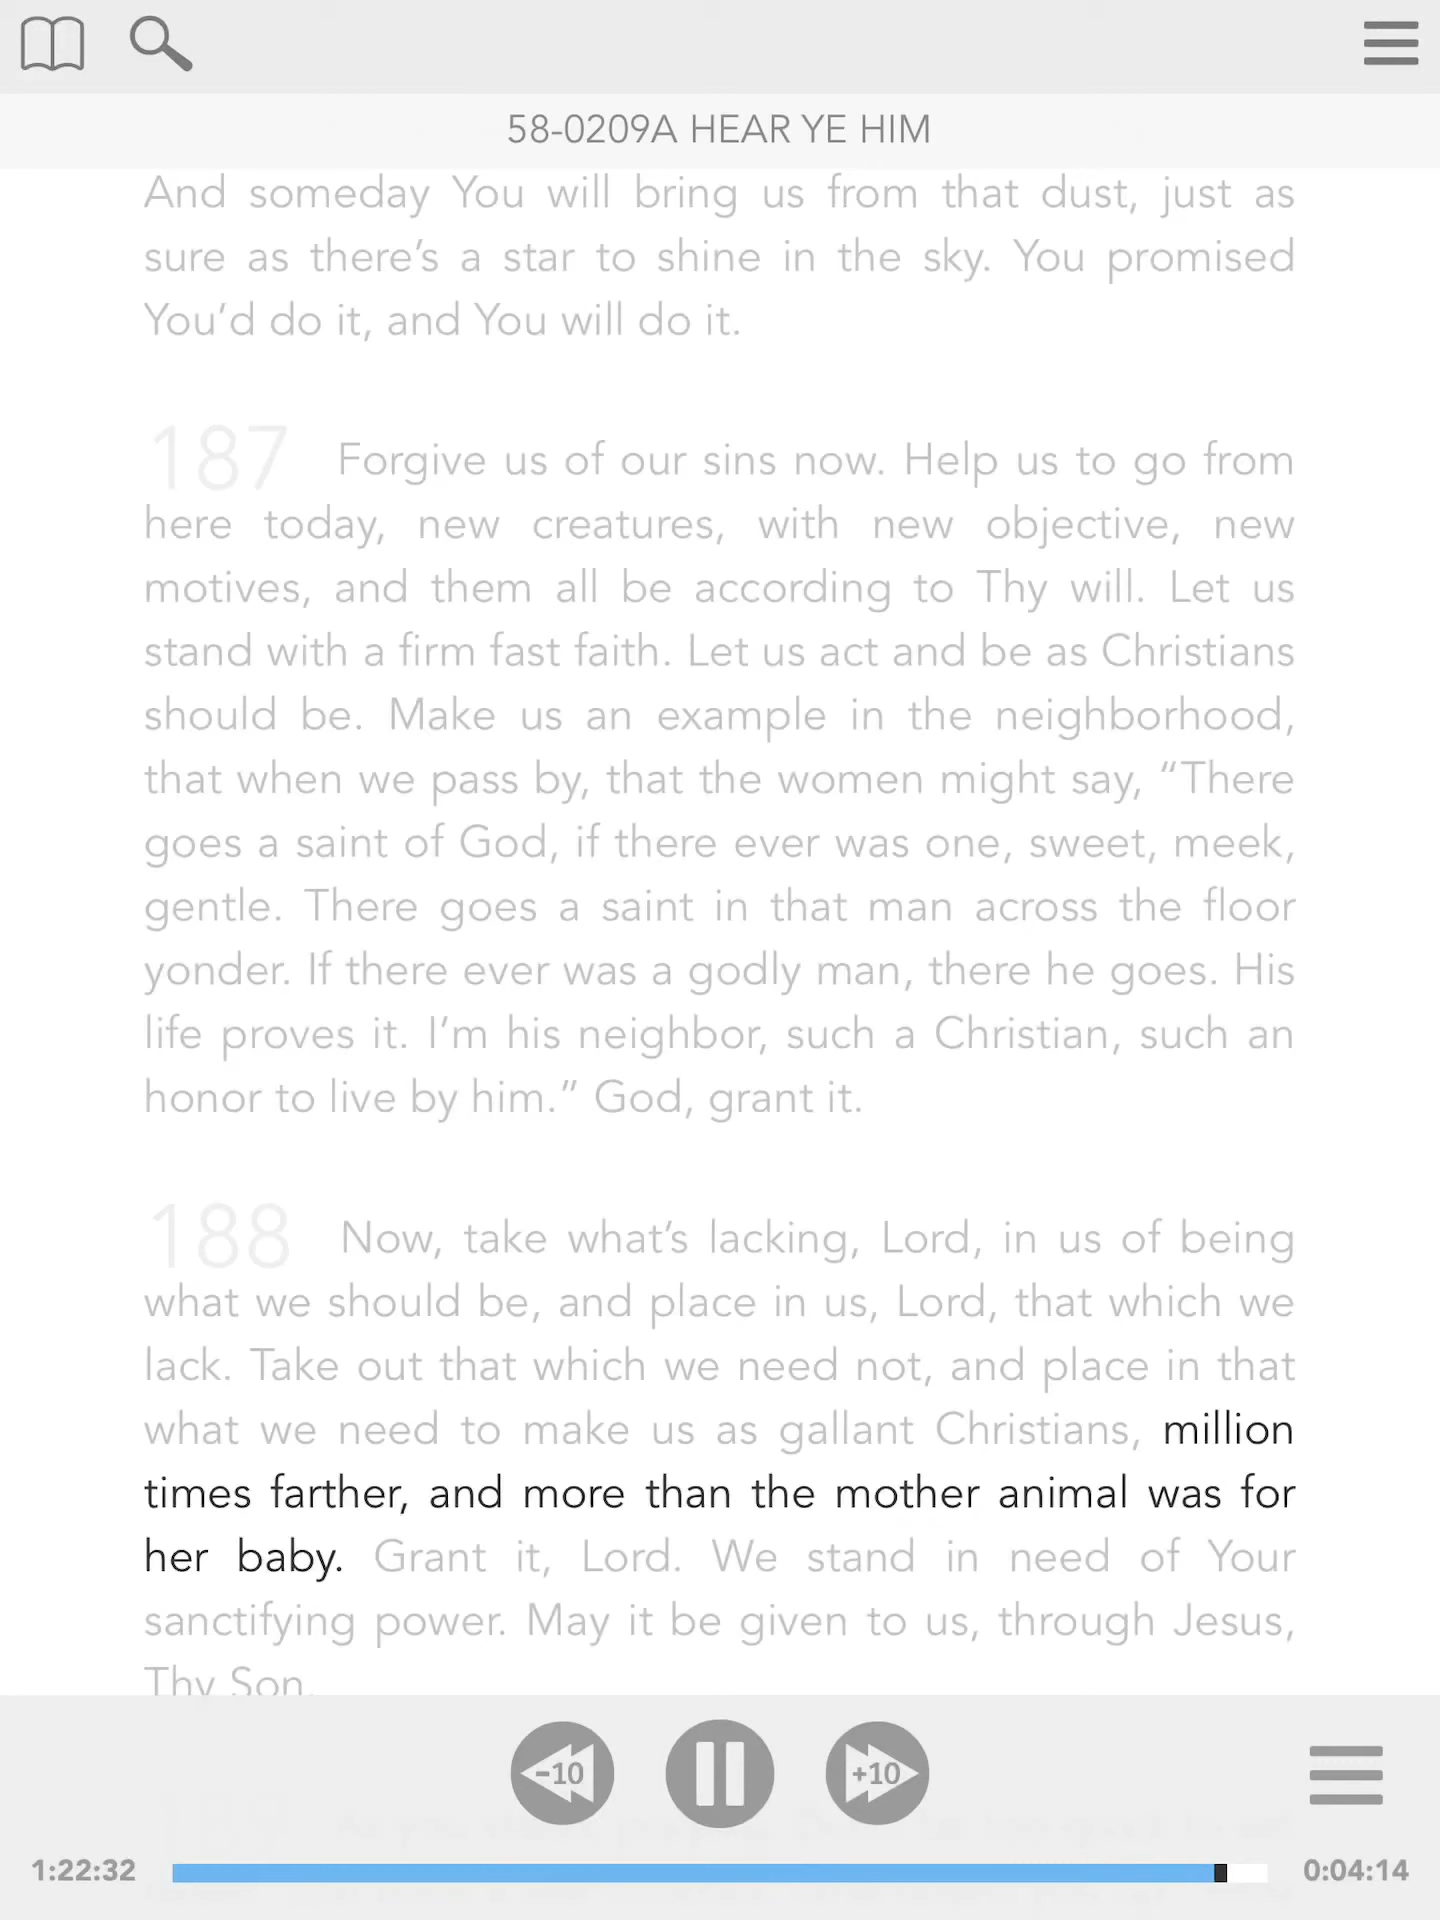 58-0209A HEAR YE HIM
And someday You will bring us from that dust, just as
sure as there’s a star to shine in the sky. You promised
You’d do it, and You will do it.
187 Forgive us of our sins now. Help us to go from
here today, new creatures, with new objective, new
motives, and them all be according to Thy will. Let us
stand with a firm fast faith. Let us act and be as Christians
should be. Make us an example in the neighborhood,
that when we pass by, that the women might say, “There
goes a saint of God, if there ever was one, sweet, meek,
gentle. There goes a saint in that man across the floor
yonder. If there ever was a godly man, there he goes. His
life proves it. I’m his neighbor, such a Christian, such an
honor to live by him.” God, grant it.
188 Now, take what’s lacking, Lord, in us of being
what we should be, and place in us, Lord, that which we
lack. Take out that which we need not, and place in that
what we need to make us as gallant Christians, million
times farther, and more than the mother animal was for
her baby. Grant it, Lord. We stand in need of Your
sanctifying power. May it be given to us, through Jesus,
Thy Son.
-10 +10
1:22:32 0:04:14